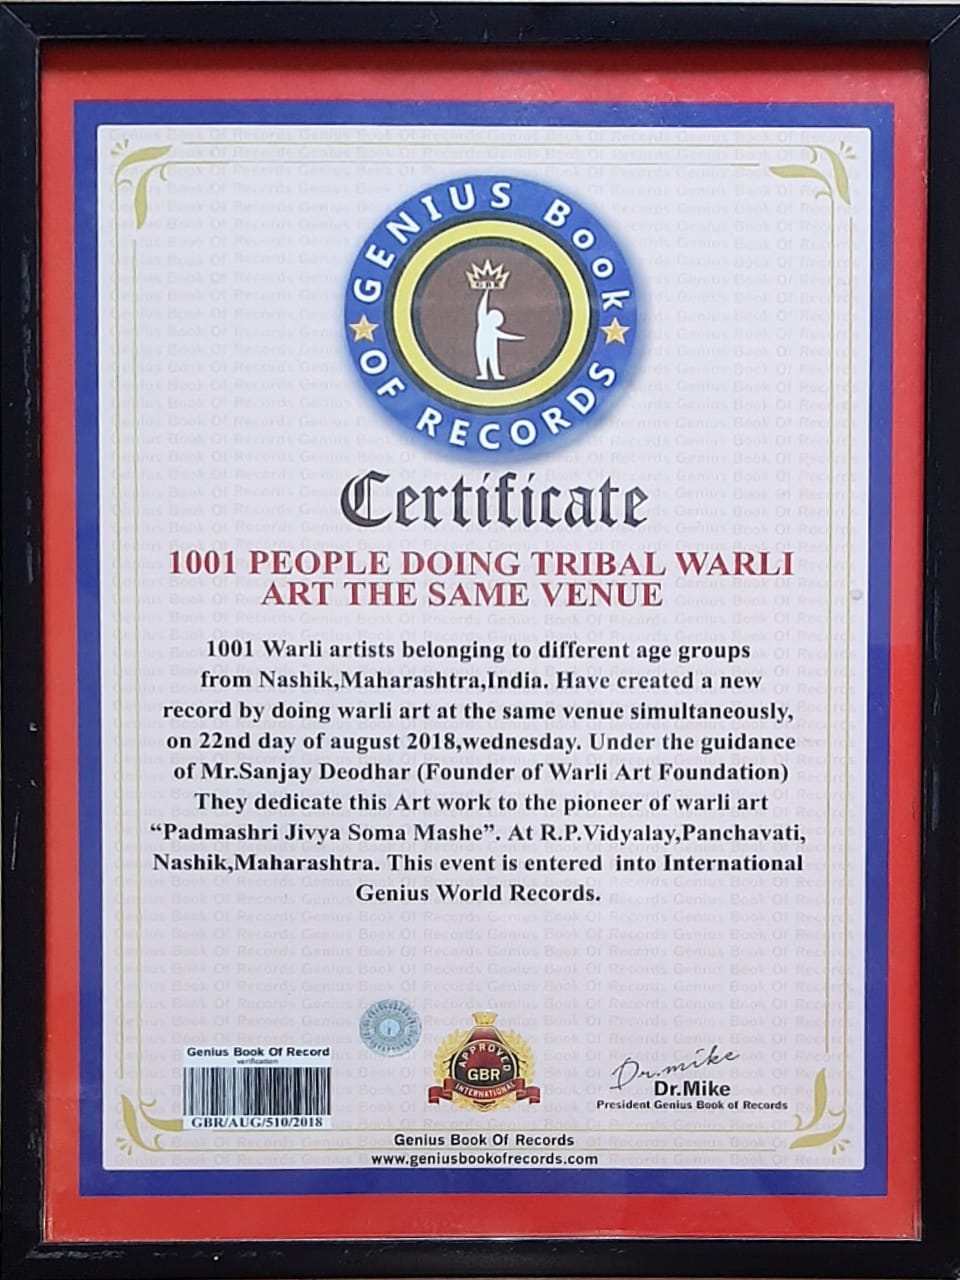 GENIUS BOOK
OF RECORDS
GBR
Certificate
1001 PEOPLE DOING TRIBAL WARLI
ART THE SAME VENUE
1001 Warli artists belonging to different age groups
from Nashik,Maharashtra,India. Have created a new
record by doing warli art at the same venue simultaneously,
on 22nd day of august 2018,wednesday. Under the guidance
of Mr.Sanjay Deodhar (Founder of Warli Art Foundation)
They dedicate this Art work to the pioneer of warli art
“Padmashri Jivya Soma Mashe”. At R.P.Vidyalay,Panchavati,
Nashik,Maharashtra. This event is entered into International
Genius World Records.
Genius Book Of Record
verification
GBR/AUG/510/2018
APPROVED
GBR
INTERNATIONAL
Dr.mike
Dr.Mike
President Genius Book of Records
Genius Book Of Records
www.geniusbookofrecords.com